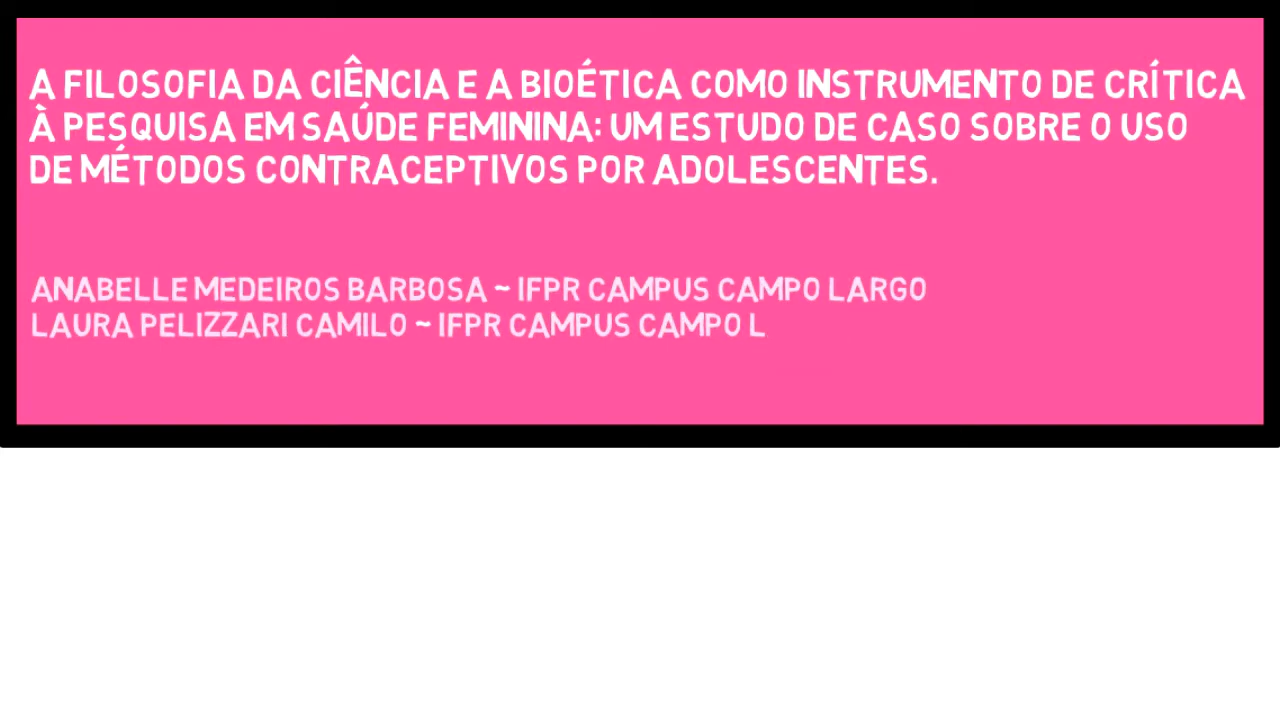 A FILOSOFIA DA CIÊNCIA E A BIOÉTICA COMO INSTRUMENTO DE CRÍTICA
À PESQUISA EM SAÚDE FEMININA: UM ESTUDO DE CASO SOBRE O USO
DE MÉTODOS CONTRACEPTIVOS POR ADOLESCENTES.
ANABELLE MEDEIROS BARBOSA ~ IFPR CAMPUS CAMPO LARGO
LAURA PELIZZARI CAMILO ~ IFPR CAMPUS CAMPO L